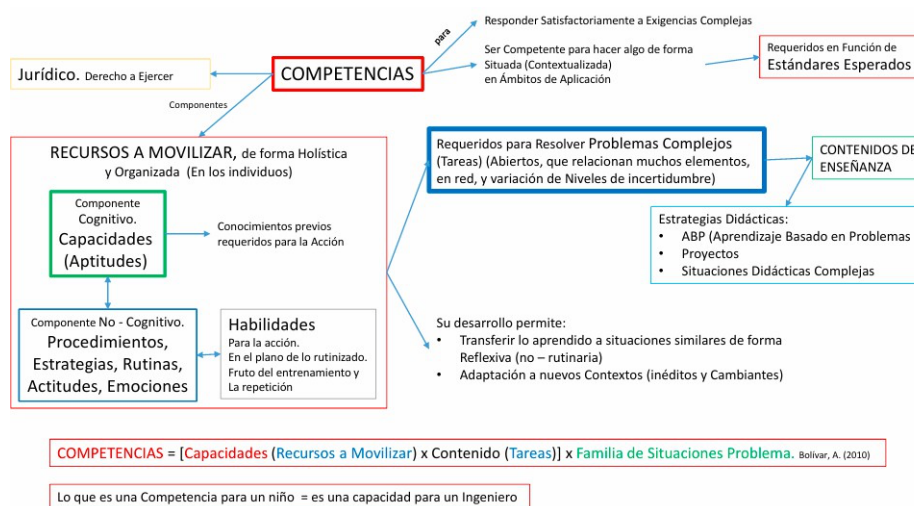 para
Responder Satisfactoriamente a Exigencias Complejas
Ser Competente para hacer algo de forma
Situada (Contextualizada)
en Ámbitos de Aplicación
Requeridos en Función de
Estándares Esperados
Jurídico. Derecho a Ejercer
COMPETENCIAS
Componentes
RECURSOS A MOVILIZAR, de forma Holística
y Organizada (En los individuos)
Componente
Cognitivo.
Capacidades
(Aptitudes)
Conocimientos previos
requeridos para la Acción
Componente No - Cognitivo.
Procedimientos,
Estrategias, Rutinas,
Actitudes, Emociones
Habilidades
Para la acción.
En el plano de lo rutinizado.
Fruto del entrenamiento y
La repetición
Requeridos para Resolver Problemas Complejos
(Tareas) (Abiertos, que relacionan muchos elementos,
en red, y variación de Niveles de incertidumbre)
CONTENIDOS DE
ENSEÑANZA
Estrategias Didácticas:
• ABP (Aprendizaje Basado en Problemas
• Proyectos
• Situaciones Didácticas Complejas
Su desarrollo permite:
• Transferir lo aprendido a situaciones similares de forma
Reflexiva (no – rutinaria)
• Adaptación a nuevos Contextos (inéditos y Cambiantes)
COMPETENCIAS = [Capacidades (Recursos a Movilizar) x Contenido (Tareas)] x Familia de Situaciones Problema. Bolívar, A. (2010)
Lo que es una Competencia para un niño = es una capacidad para un Ingeniero